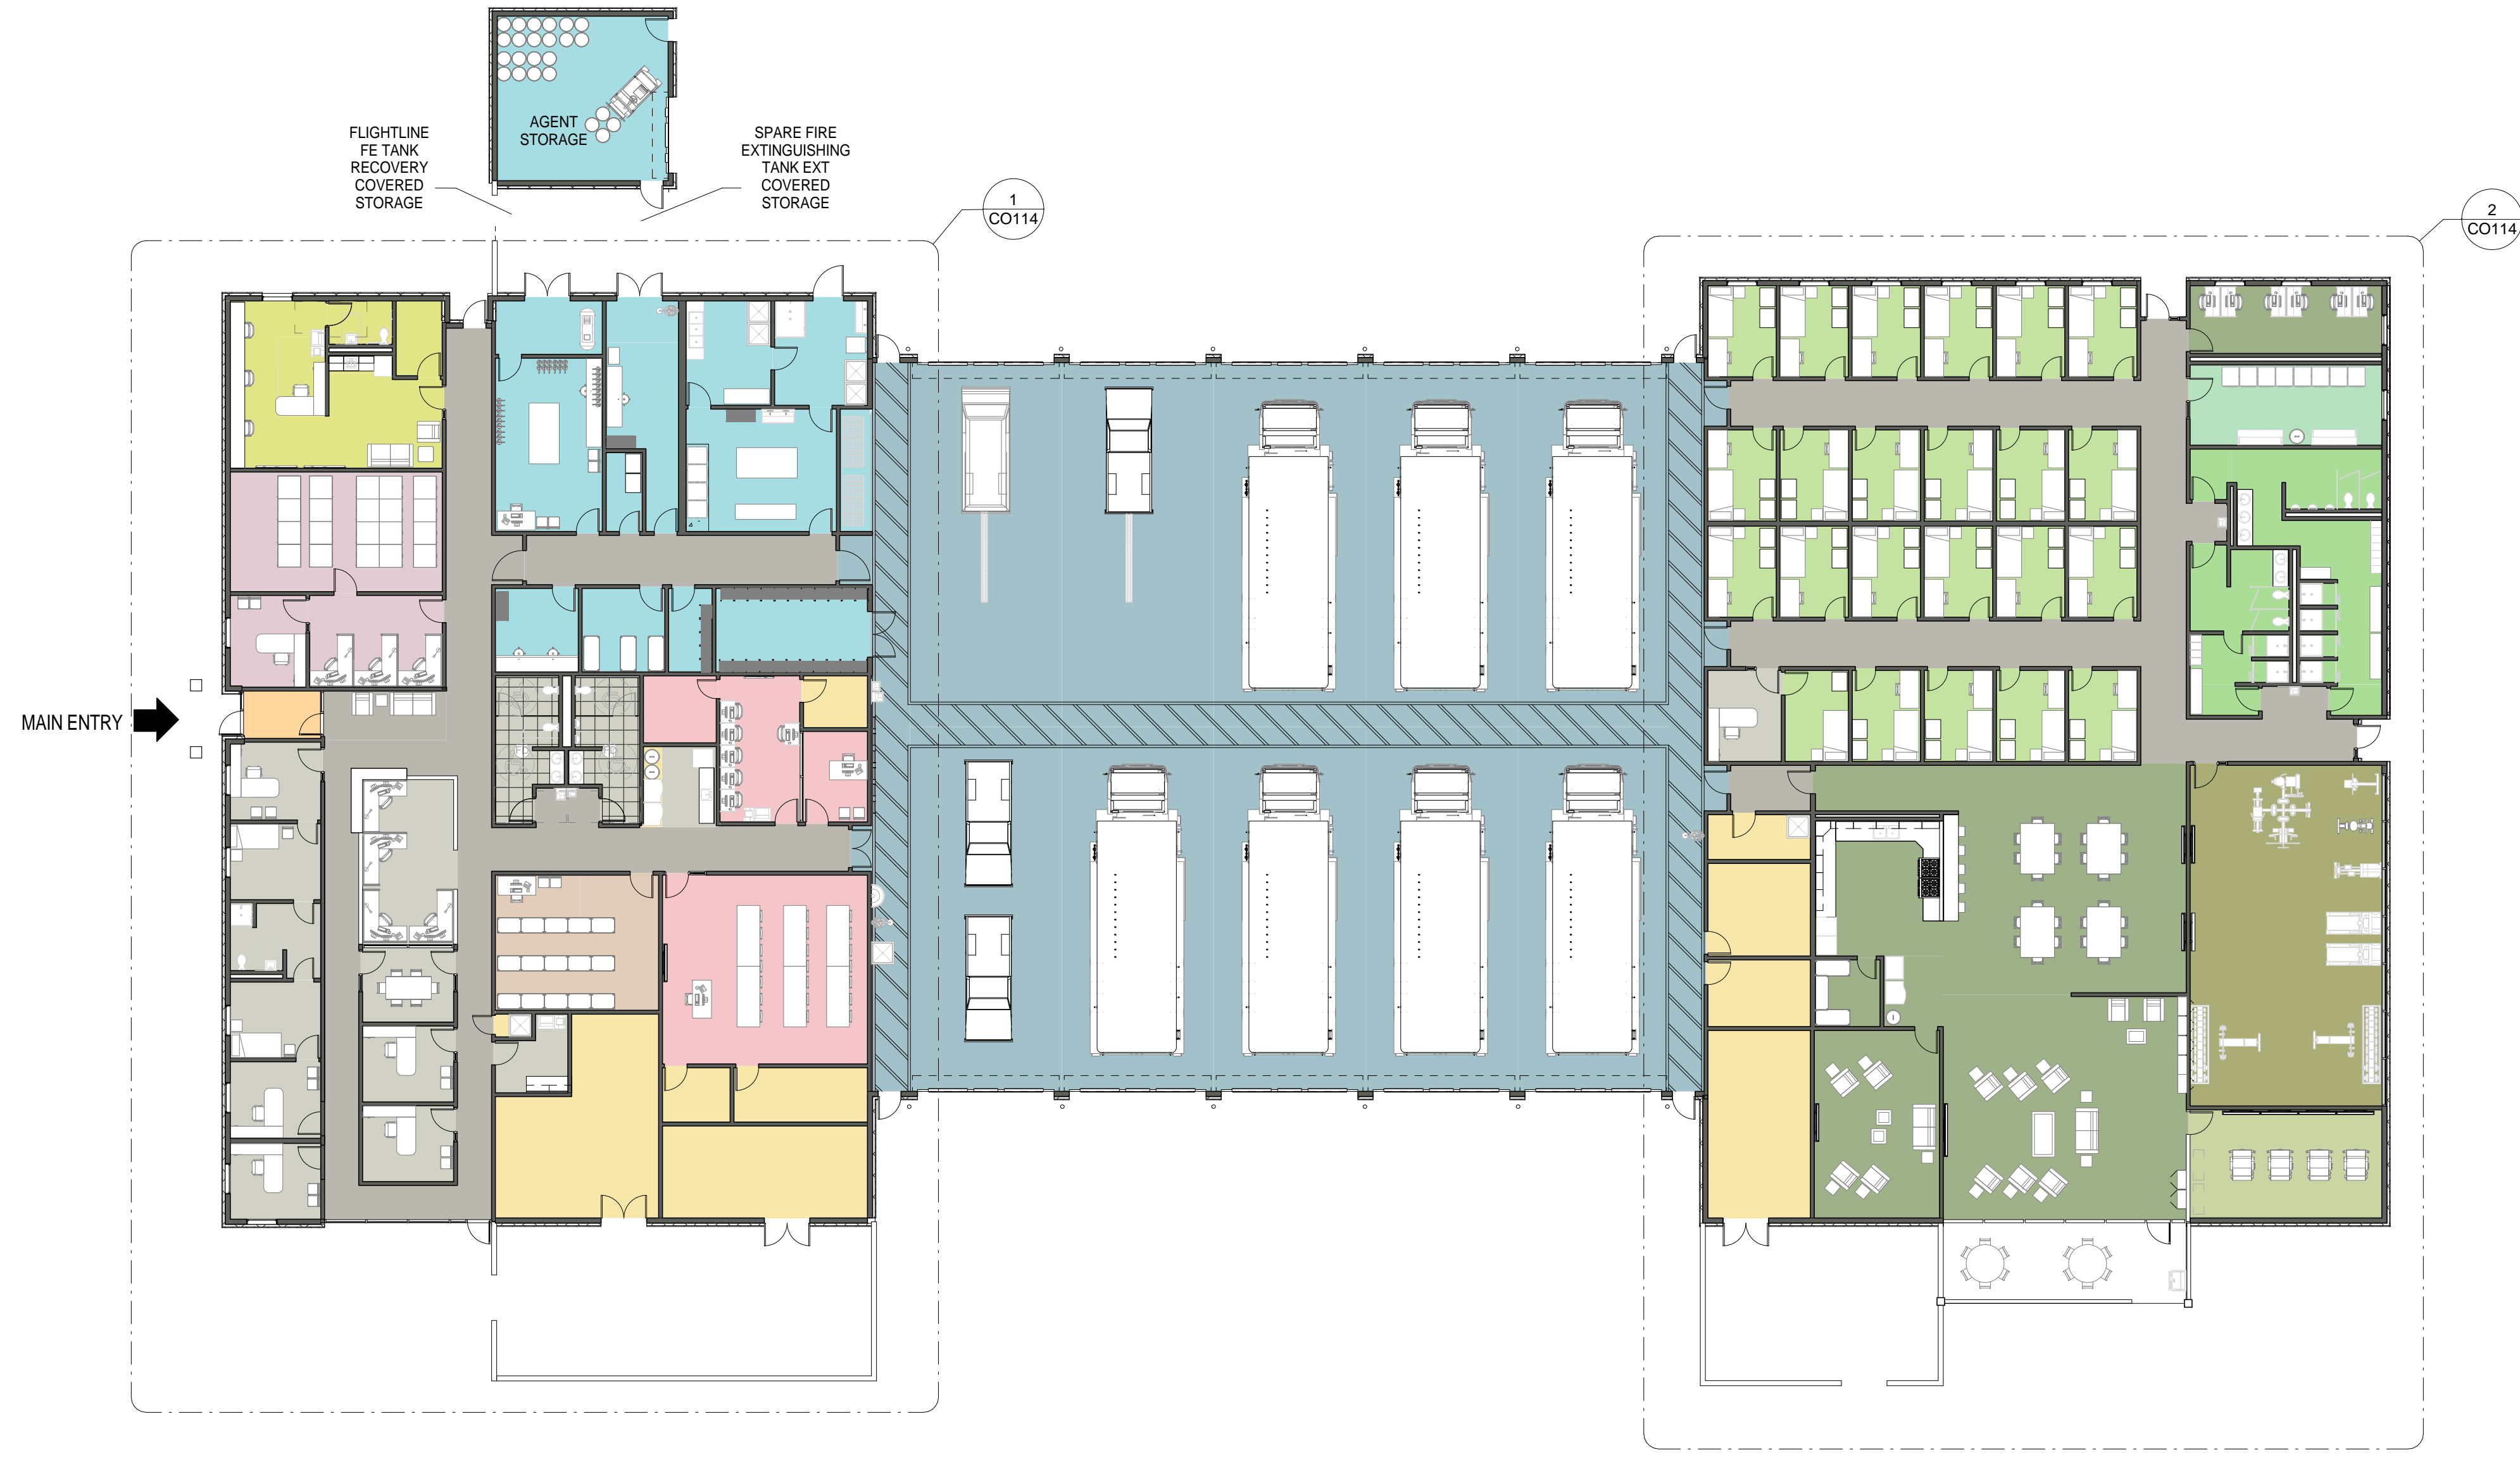 AGENT
STORAGE
FLIGHTLINE
FE TANK
RECOVERY
COVERED
STORAGE
SPARE FIRE
EXTINGUISHING
TANK EXT
COVERED
STORAGE
1
CO114
2
CO114
MAIN ENTRY